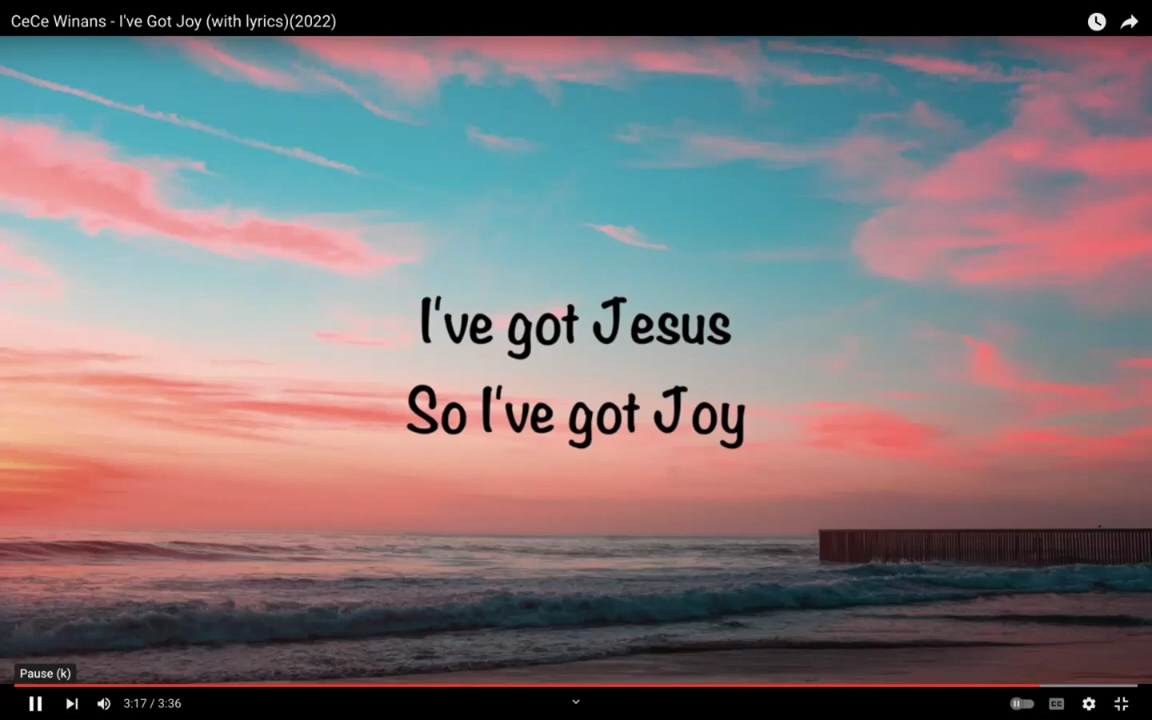 CeCe Winans - I've Got Joy (with lyrics)(2022)
I've got Jesus
So I've got Joy
Pause (k)
3:17 / 3:36
CC